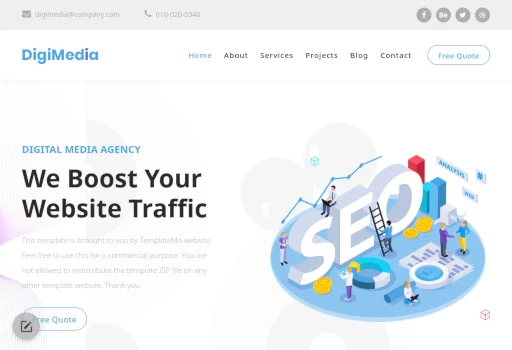 digimedia@company.com
010-020-0340
DigiMedia
Home About Services Projects Blog Contact Free Quote
DIGITAL MEDIA AGENCY
We Boost Your
Website Traffic
This template is brought to you by TemplateMo website.
Feel free to use this for a commercial purpose. You are
not allowed to redistribute the template ZIP file on any
other template website. Thank you.
Free Quote
SEO
ANALYSIS
#